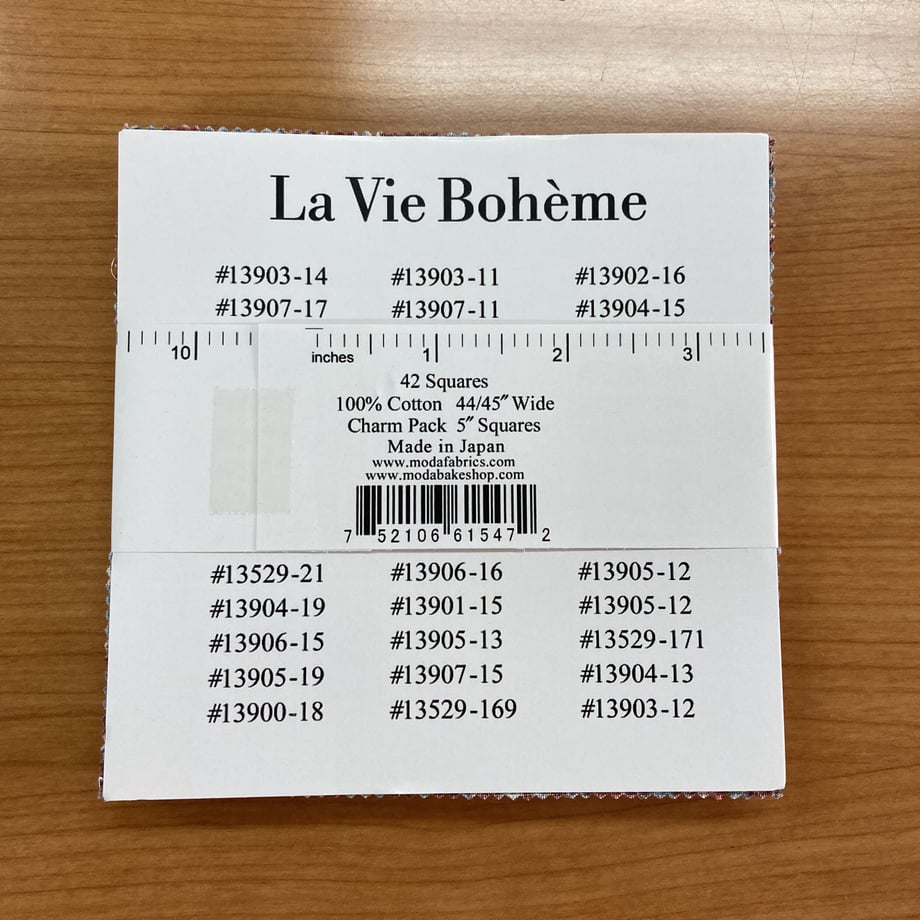 La Vie Bohème
#13903-14 #13903-11 #13902-16
#13907-17 #13907-11 #13904-15
10 inches 1 2 3
42 Squares
100% Cotton 44/45″ Wide
Charm Pack 5″ Squares
Made in Japan
www.modafabrics.com
www.modabakeshop.com
7 52106 61547 2
#13529-21 #13906-16 #13905-12
#13904-19 #13901-15 #13905-12
#13906-15 #13905-13 #13529-171
#13905-19 #13907-15 #13904-13
#13900-18 #13529-169 #13903-12